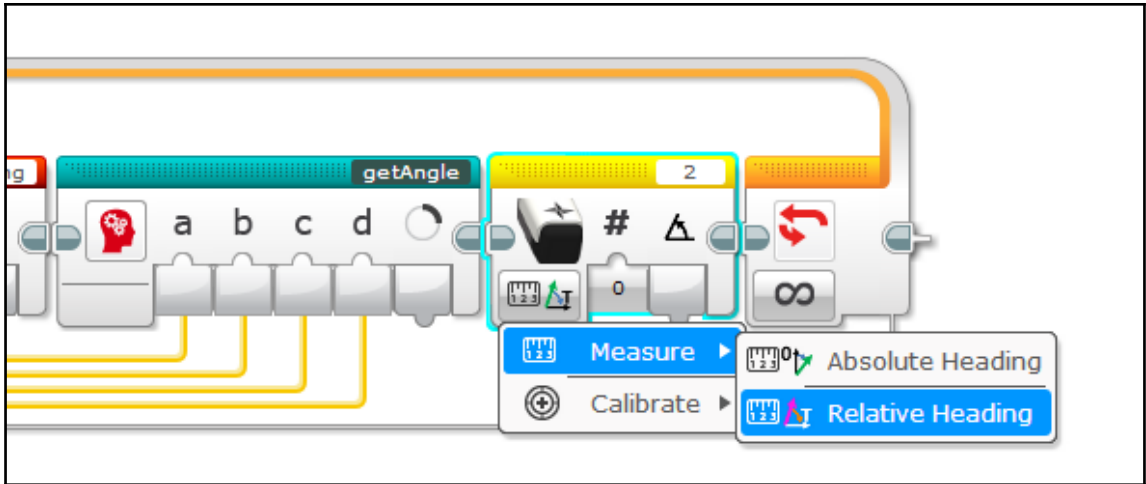 ng
getAngle
2
a b c d #
0
Measure
Absolute Heading
Calibrate
Relative Heading